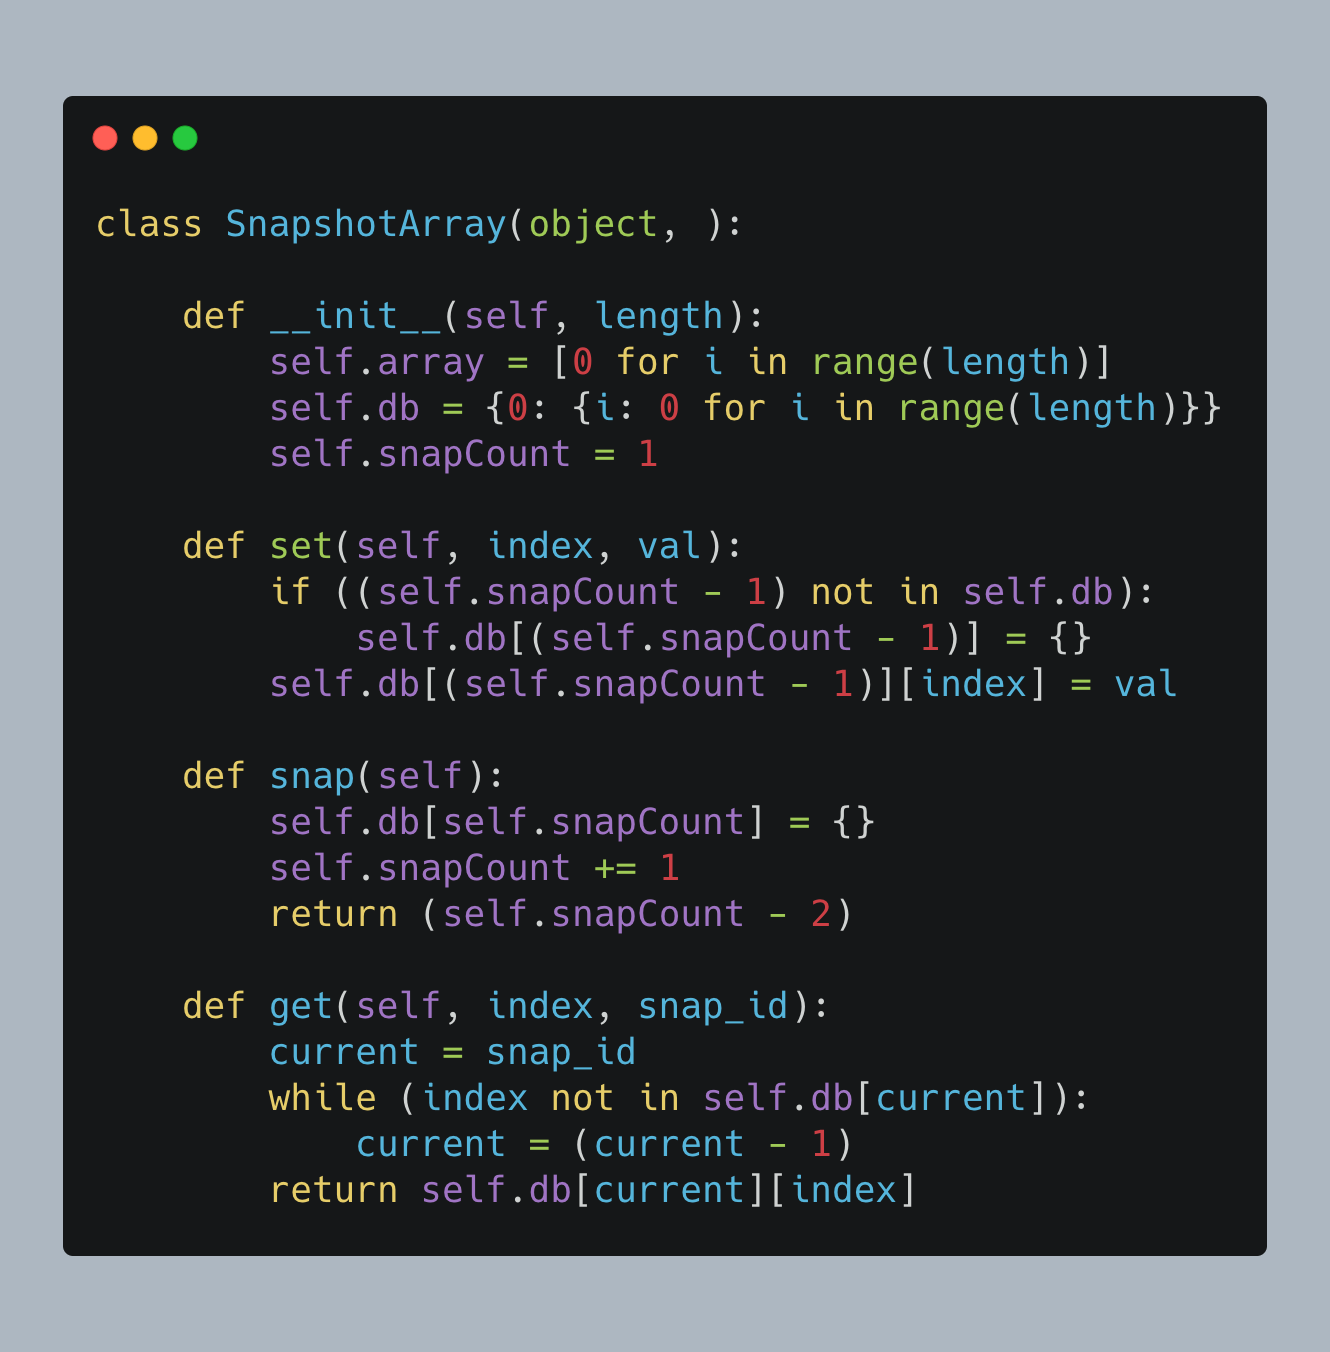 class SnapshotArray(object, ):
    def __init__(self, length):
        self.array = [0 for i in range(length)]
        self.db = {0: {i: 0 for i in range(length)}}
        self.snapCount = 1
    def set(self, index, val):
        if ((self.snapCount - 1) not in self.db):
            self.db[(self.snapCount - 1)] = {}
        self.db[(self.snapCount - 1)][index] = val
    def snap(self):
        self.db[self.snapCount] = {}
        self.snapCount += 1
        return (self.snapCount - 2)
    def get(self, index, snap_id):
        current = snap_id
        while (index not in self.db[current]):
            current = (current - 1)
        return self.db[current][index]